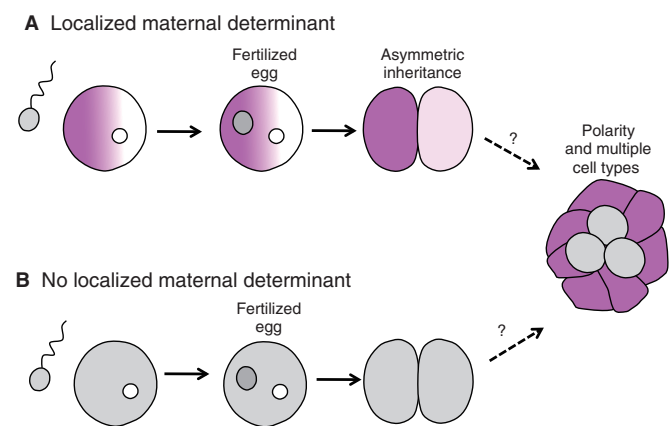 A Localized maternal determinant
Fertilized
egg
Asymmetric
inheritance
?
Polarity
and multiple
cell types
B No localized maternal determinant
Fertilized
egg
?